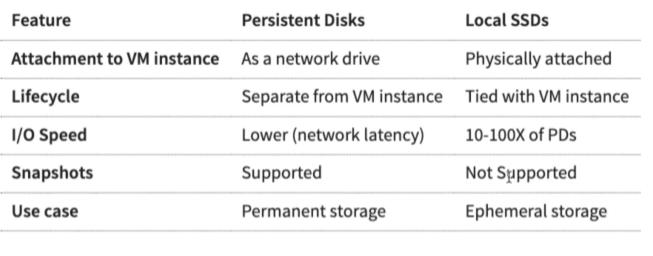 Feature Persistent Disks Local SSDs
Attachment to VM instance As a network drive Physically attached
Lifecycle Separate from VM instance Tied with VM instance
I/O Speed Lower (network latency) 10-100X of PDs
Snapshots Supported Not Supported
Use case Permanent storage Ephemeral storage